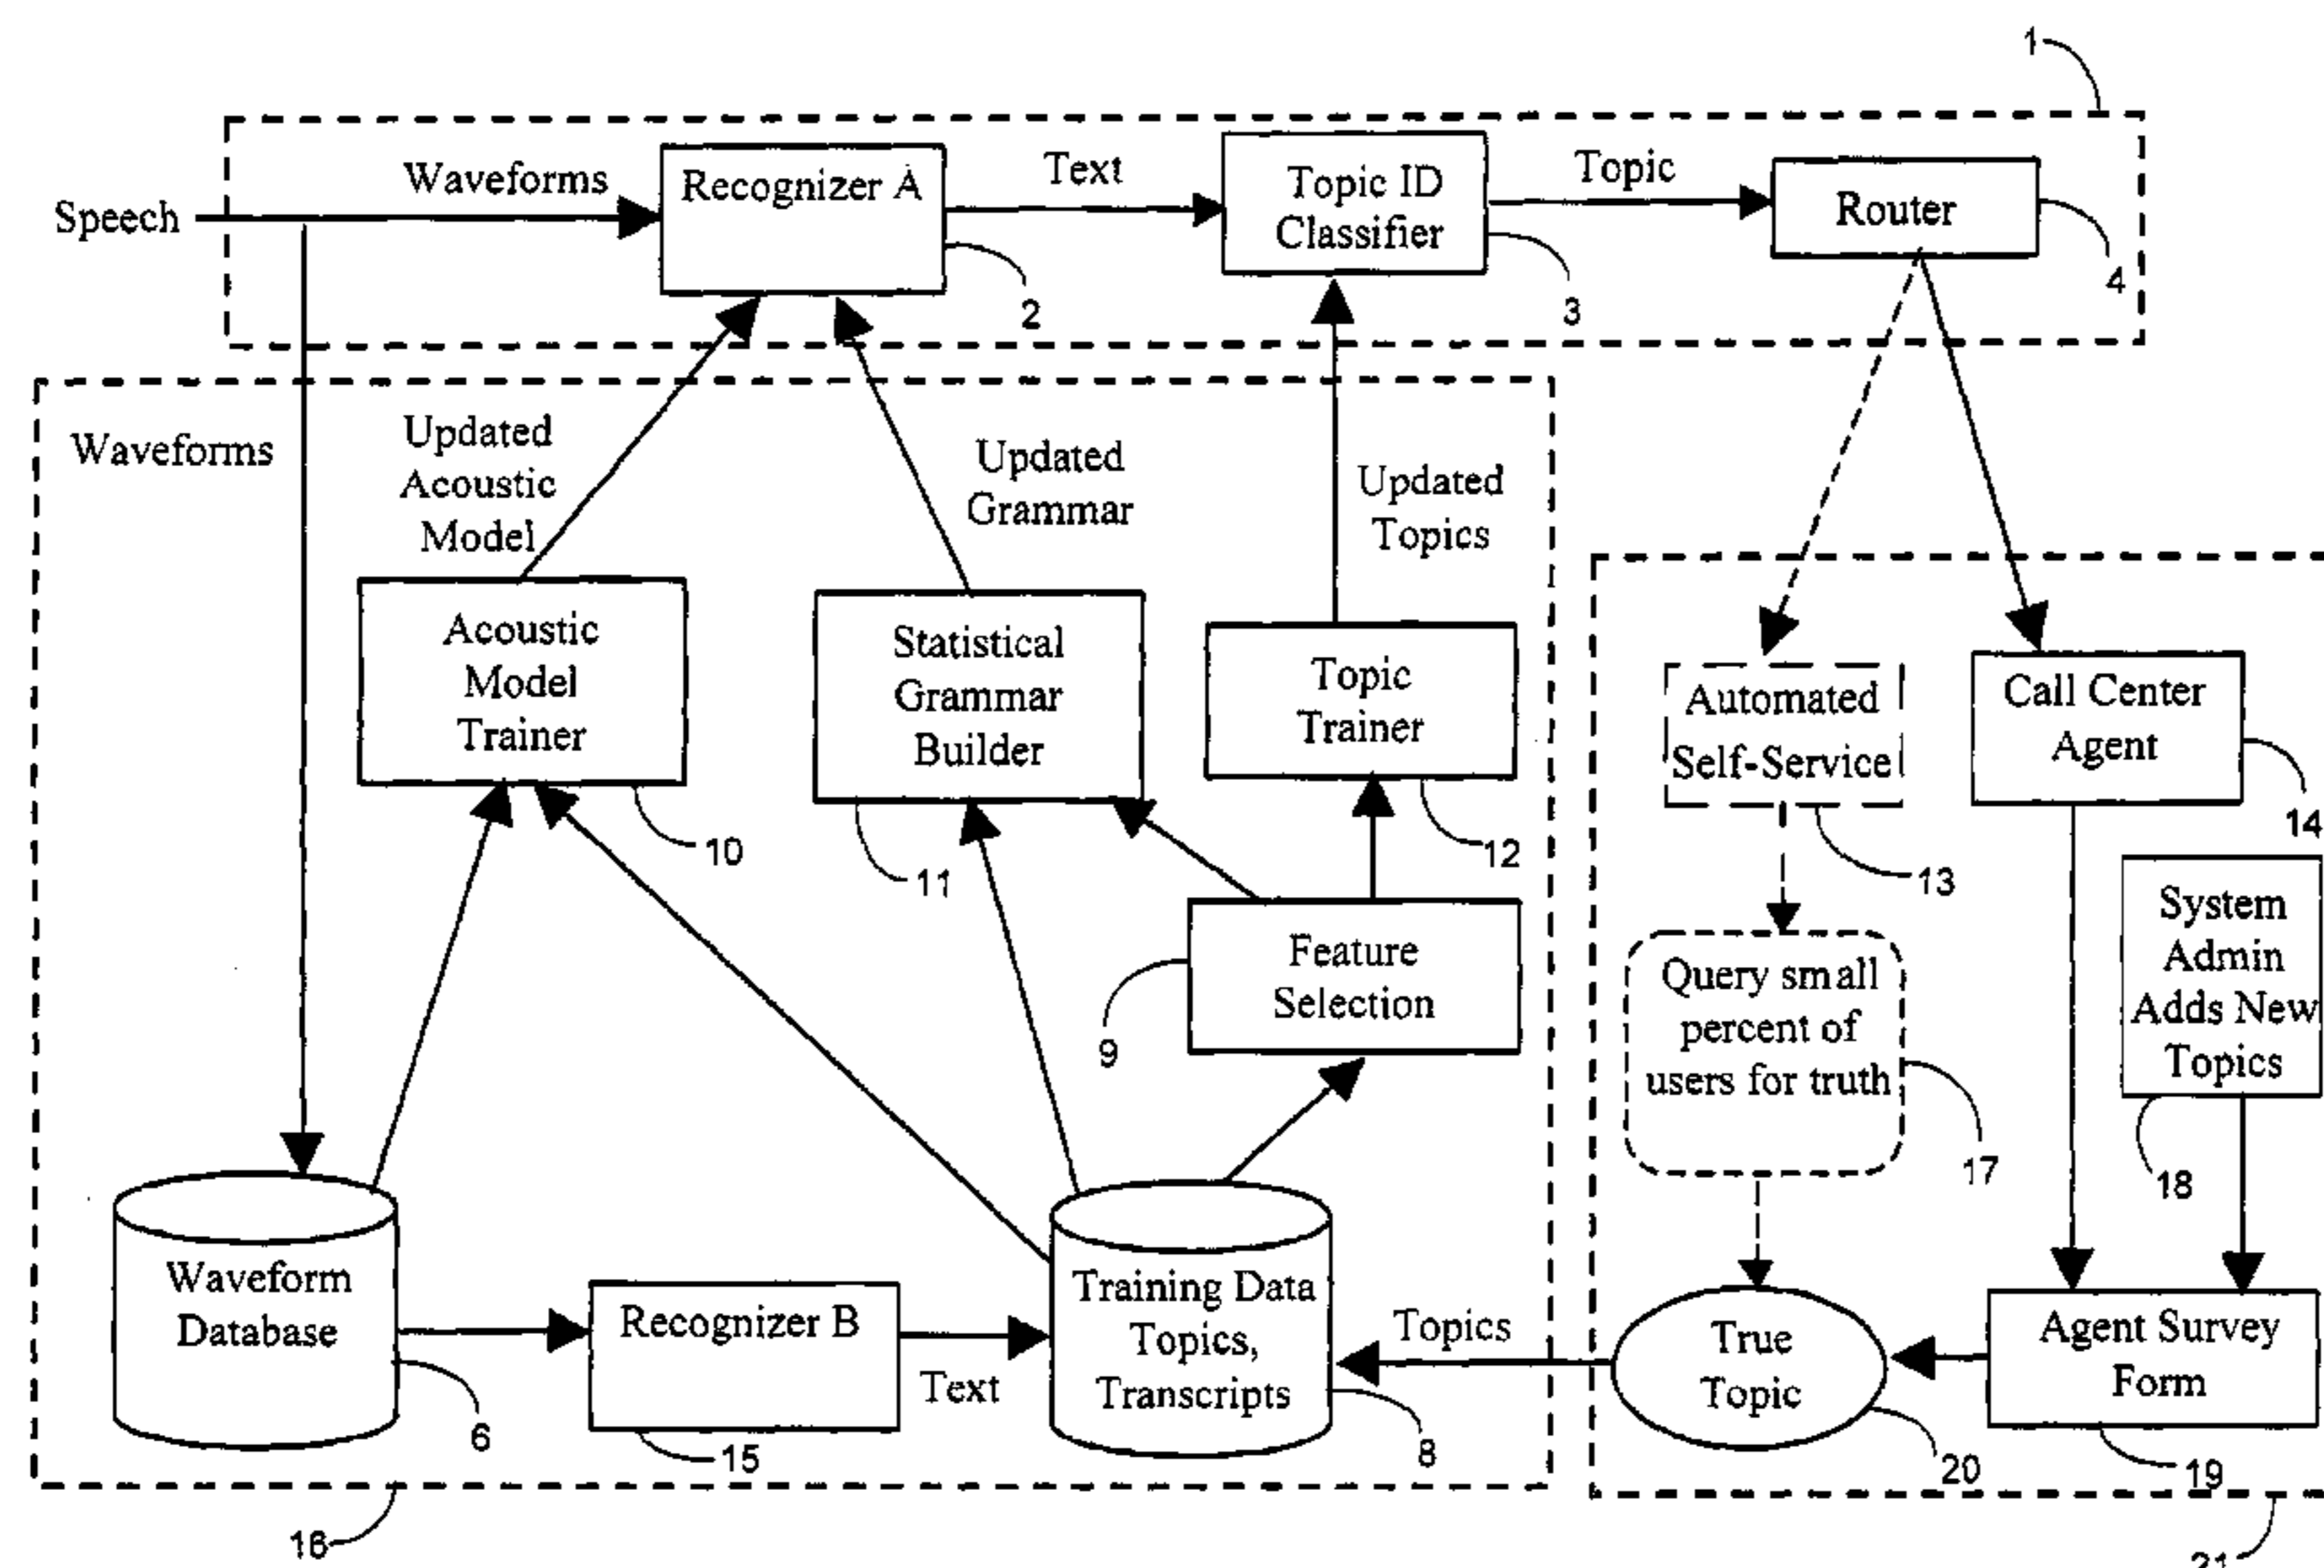 1
Speech
Waveforms
Recognizer A
2
Text
Topic ID
Classifier
3
Topic
Router
4
Waveforms
Updated
Acoustic
Model
Updated
Grammar
Updated
Topics
Acoustic
Model
Trainer
10
Statistical
Grammar
Builder
11
Topic
Trainer
12
Automated
Self-Service
13
Call Center
Agent
14
Feature
Selection
9
Query small
percent of
users for truth
17
System
Admin
Adds New
Topics
18
Waveform
Database
6
Recognizer B
15
Text
Training Data
Topics,
Transcripts
8
Topics
True
Topic
20
Agent Survey
Form
19
16
21